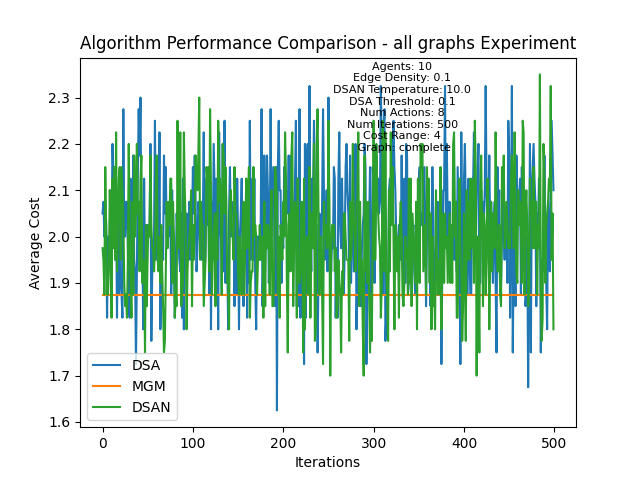 Algorithm Performance Comparison - all graphs Experiment
Agents: 10
Edge Density: 0.1
DSAN Temperature: 10.0
DSA Threshold: 0.1
Num Actions: 8
Num Iterations: 500
Cost Range: 4
Graph: complete
2.3
2.2
2.1
2.0
1.9
1.8
1.7
1.6
Average Cost
DSA
MGM
DSAN
0 100 200 300 400 500
Iterations